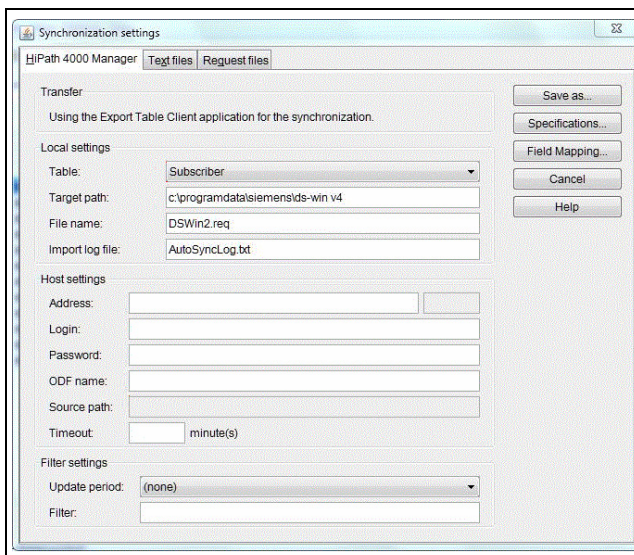 Synchronization settings
HiPath 4000 Manager Text files Request files
Transfer
Using the Export Table Client application for the synchronization.
Local settings
Table: Subscriber
Target path: c:\programdata\siemens\ds-win v4
File name: DSWin2.req
Import log file: AutoSyncLog.txt
Host settings
Address:
Login:
Password:
ODF name:
Source path:
Timeout: minute(s)
Filter settings
Update period: (none)
Filter:
Save as...
Specifications...
Field Mapping...
Cancel
Help